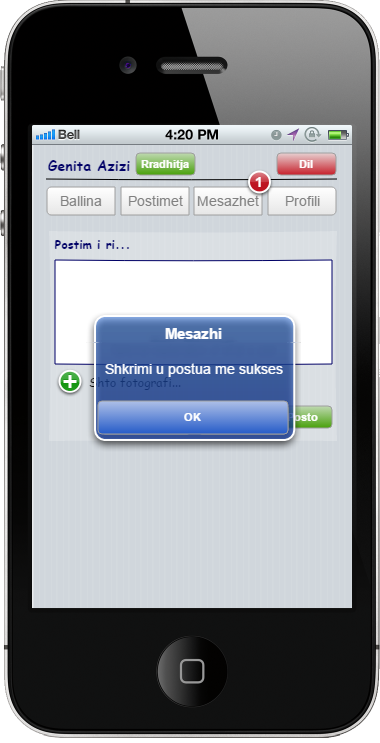 Bell 4:20 PM
Genita Azizi Rradhitja Dil
1
Ballina Postimet Mesazhet Profili
Postim i ri...
Mesazhi
Shkrimi u postua me sukses
Shto fotografi...
OK